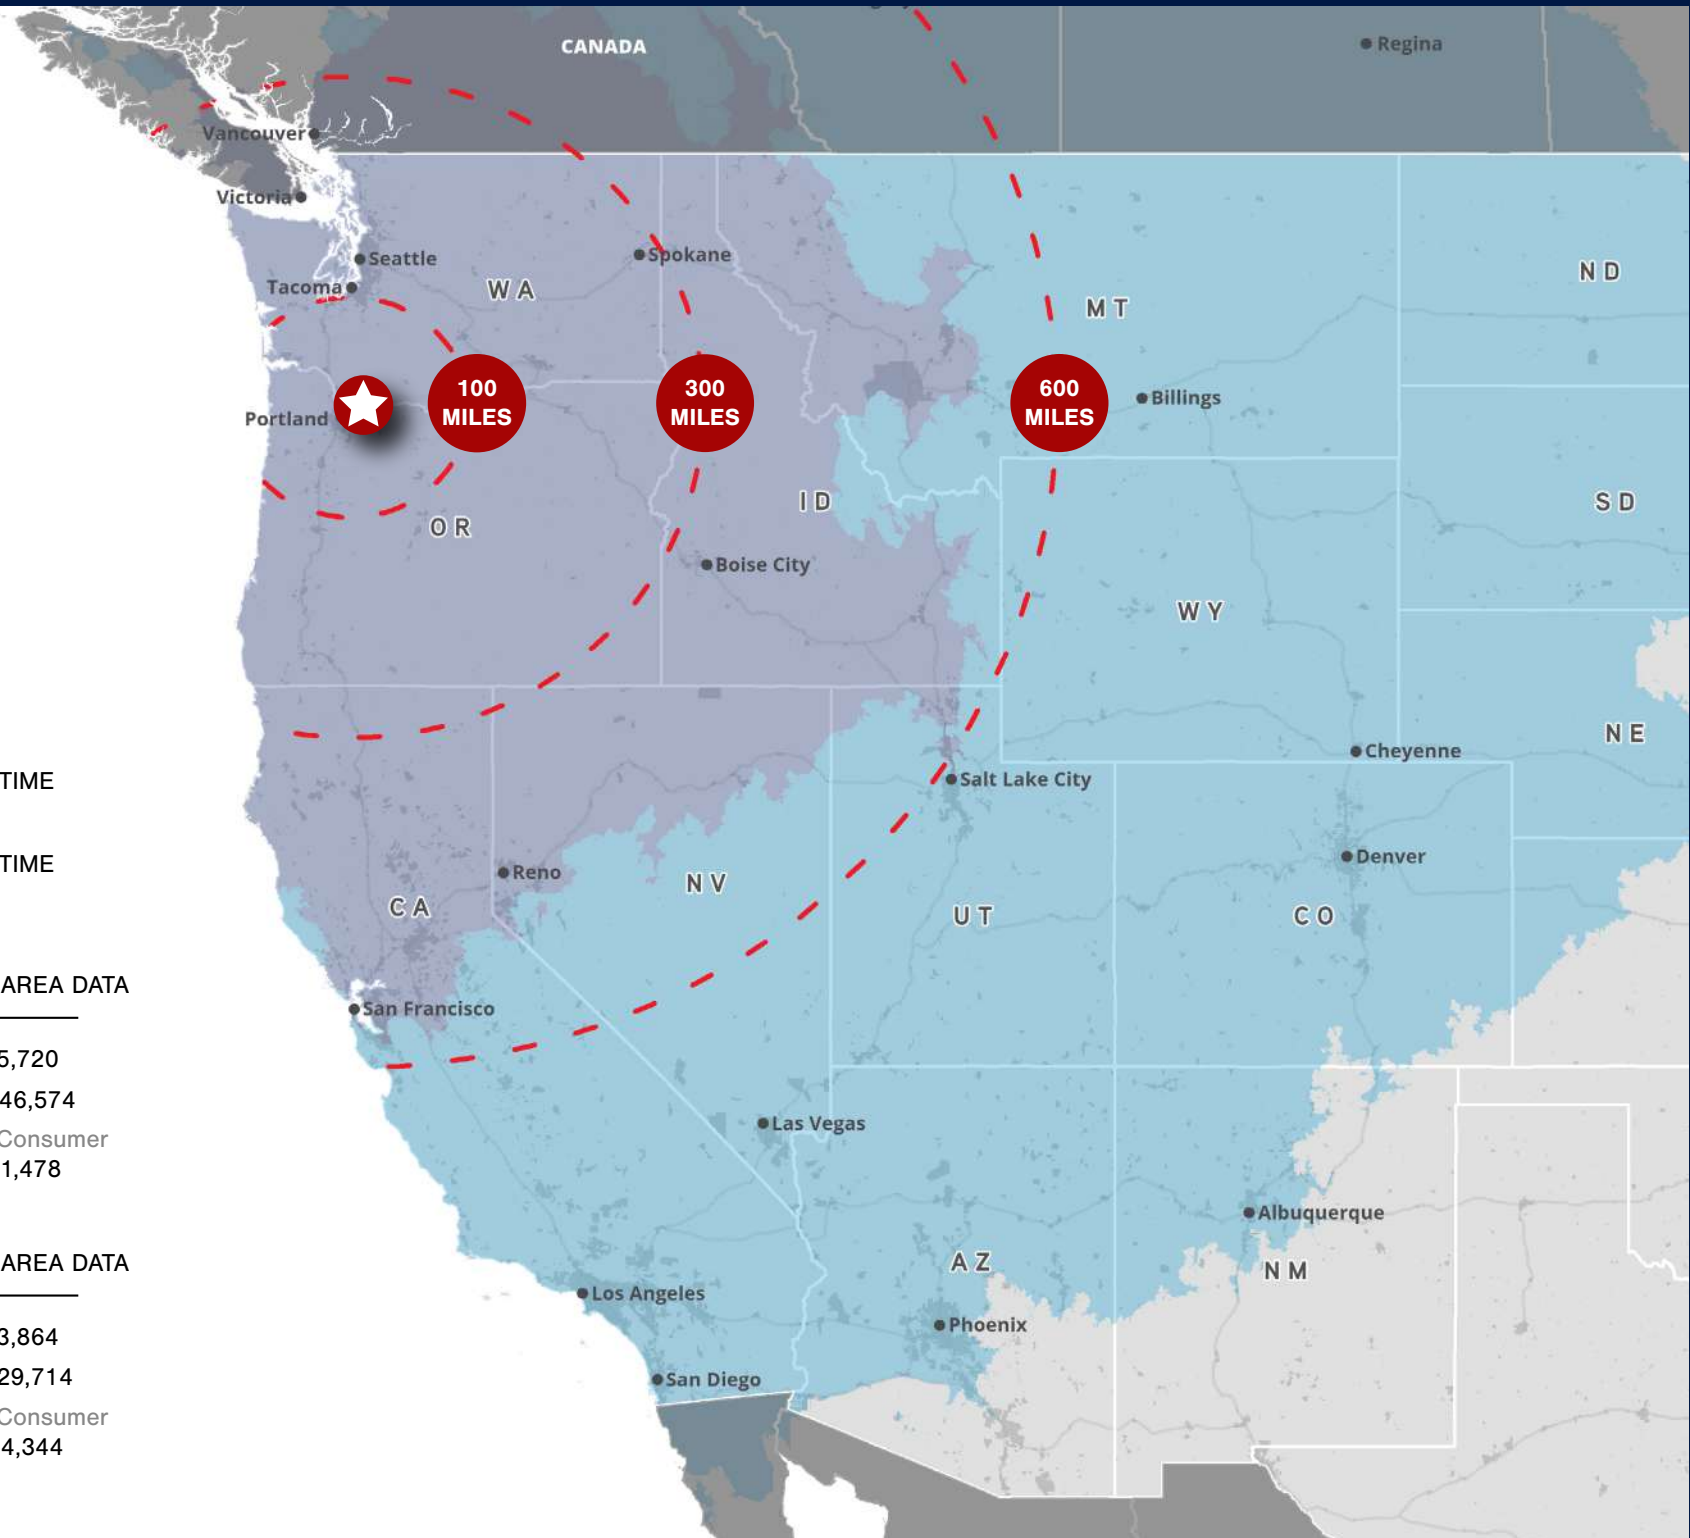 CANADA
Regina
Vancouver
Victoria
Seattle
Spokane
Tacoma
WA
MT
ND
100
MILES
300
MILES
600
MILES
Portland
Billings
OR
ID
SD
Boise City
WY
NE
Cheyenne
Salt Lake City
Denver
Reno
NV
CA
UT
CO
San Francisco
Las Vegas
Albuquerque
AZ
NM
Los Angeles
Phoenix
San Diego
TIME
TIME
AREA DATA
5,720
46,574
Consumer
1,478
AREA DATA
3,864
29,714
Consumer
4,344